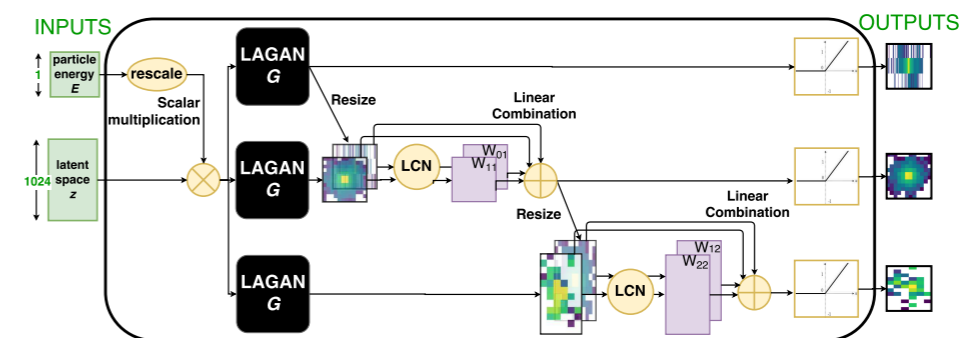 INPUTS
OUTPUTS
particle
energy
E
1
rescale
Scalar
multiplication
latent
space
z
1024
LAGAN
G
Resize
Linear
Combination
LAGAN
G
LCN
W01
W11
Resize
Linear
Combination
LAGAN
G
LCN
W12
W22